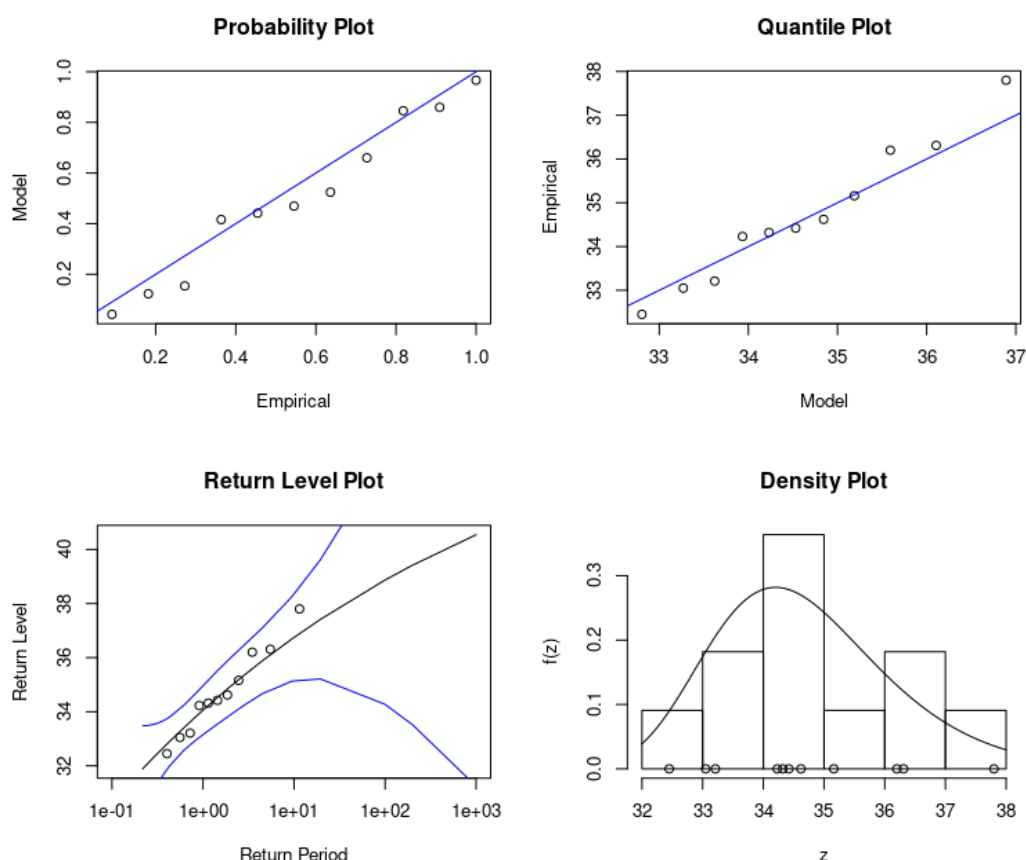 Probability Plot
Model
1.0
0.8
0.6
0.4
0.2
0.2 0.4 0.6 0.8 1.0
Empirical
Quantile Plot
Empirical
38
37
36
35
34
33
33 34 35 36 37
Model
Return Level Plot
Return Level
40
38
36
34
32
1e-01 1e+00 1e+01 1e+02 1e+03
Return Period
Density Plot
f(z)
0.3
0.2
0.1
0.0
32 33 34 35 36 37 38
z